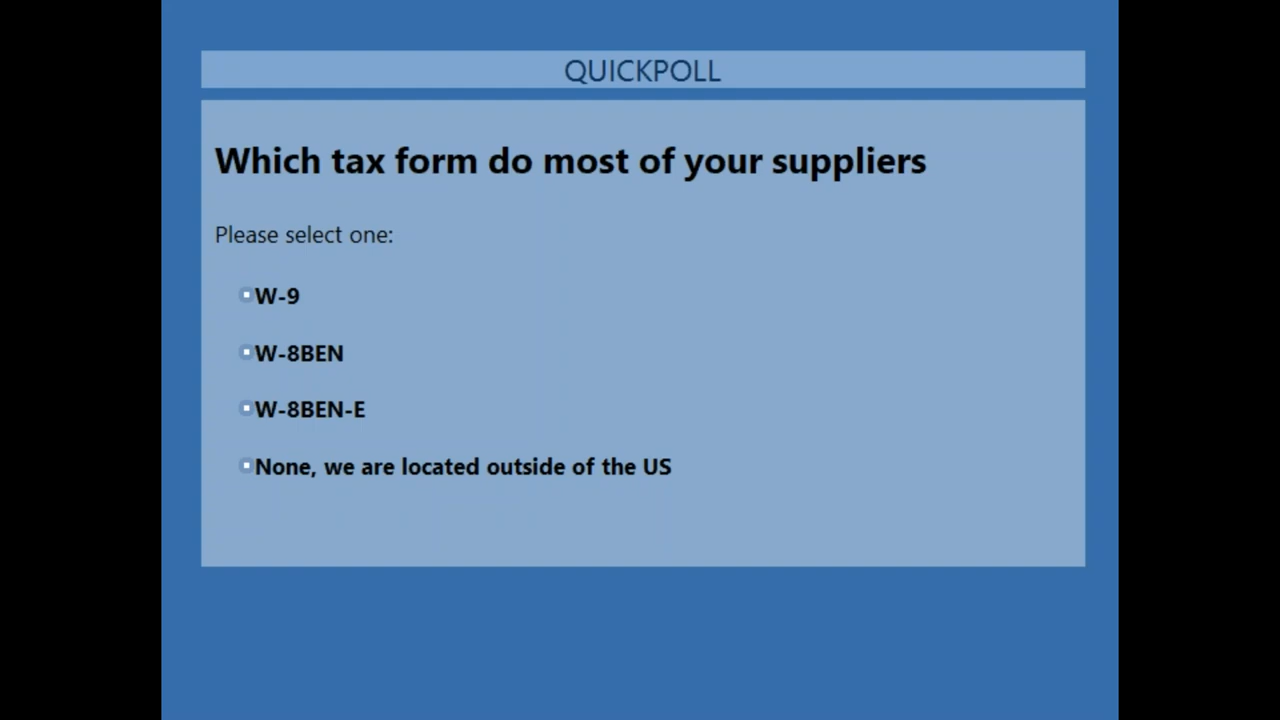 QUICKPOLL
Which tax form do most of your suppliers
Please select one:
W-9
W-8BEN
W-8BEN-E
None, we are located outside of the US